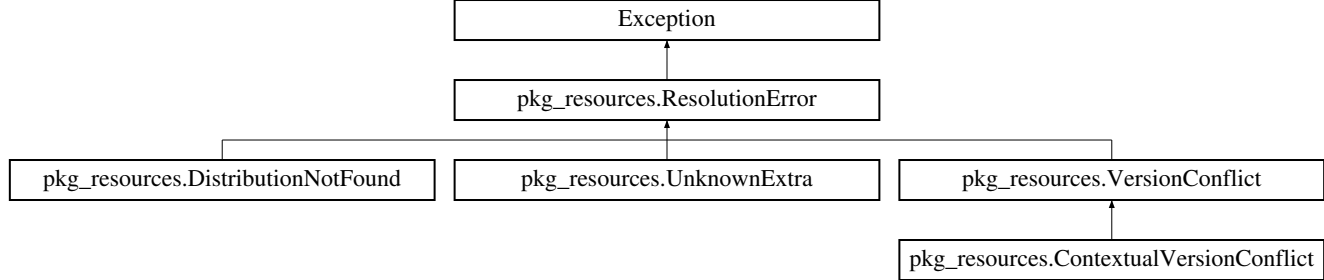 Exception
pkg_resources.ResolutionError
pkg_resources.DistributionNotFound
pkg_resources.UnknownExtra
pkg_resources.VersionConflict
pkg_resources.ContextualVersionConflict